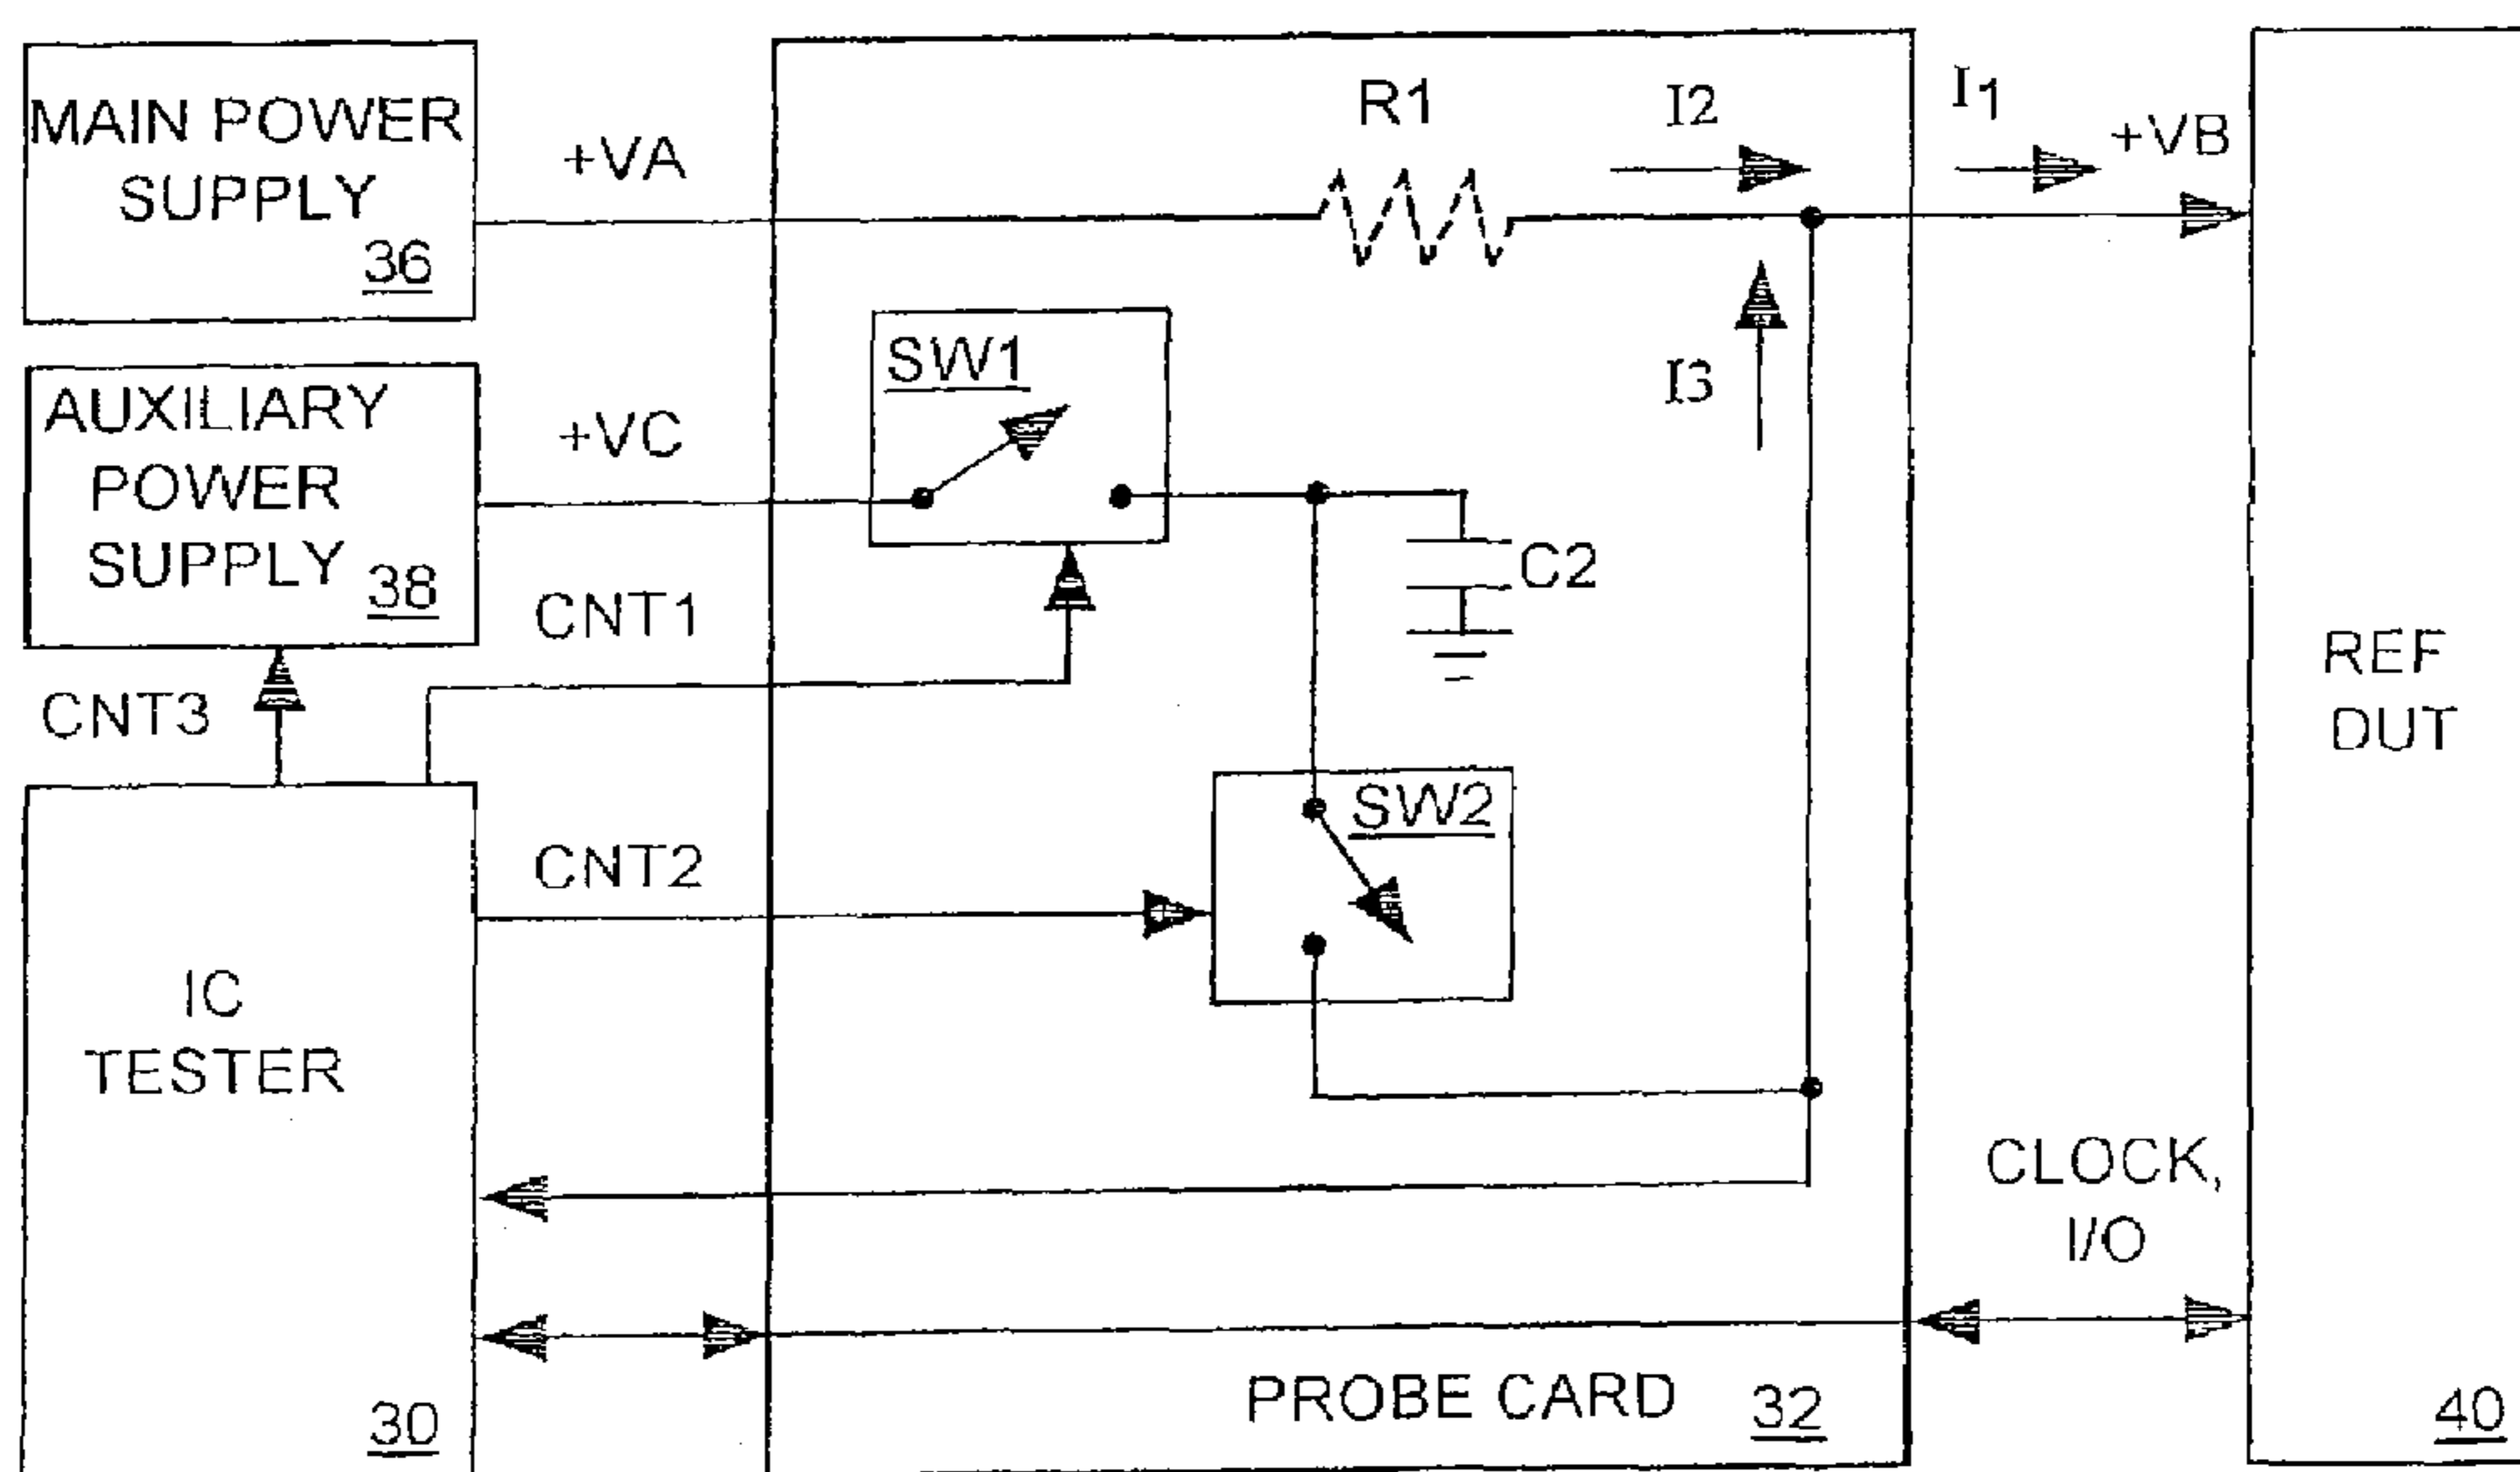 MAIN POWER
SUPPLY
36
+VA
R1
I2
I1
+VB
AUXILIARY
POWER
SUPPLY
38
+VC
SW1
I3
C2
CNT1
CNT3
REF
DUT
SW2
CNT2
IC
TESTER
CLOCK,
I/O
PROBE CARD
32
30
40